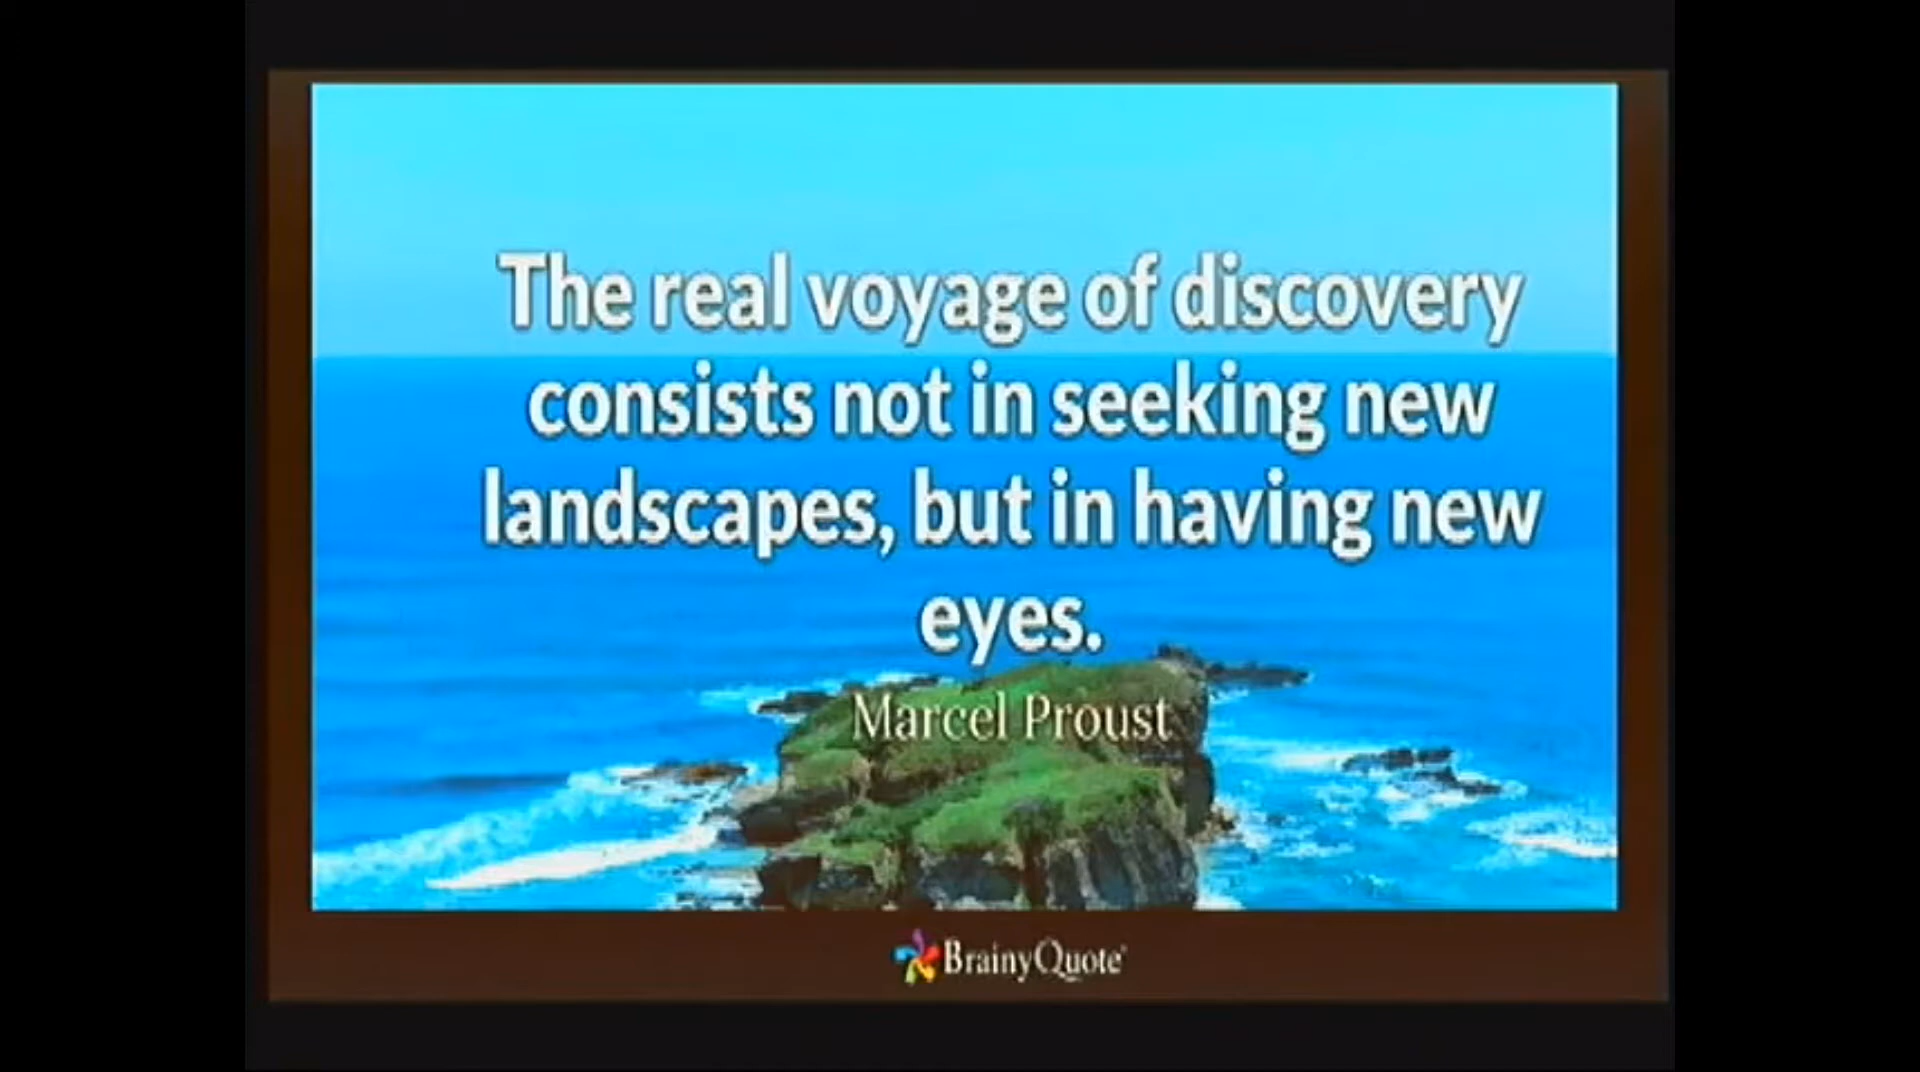 The real voyage of discovery
consists not in seeking new
landscapes, but in having new
eyes.
Marcel Proust
BrainyQuote®